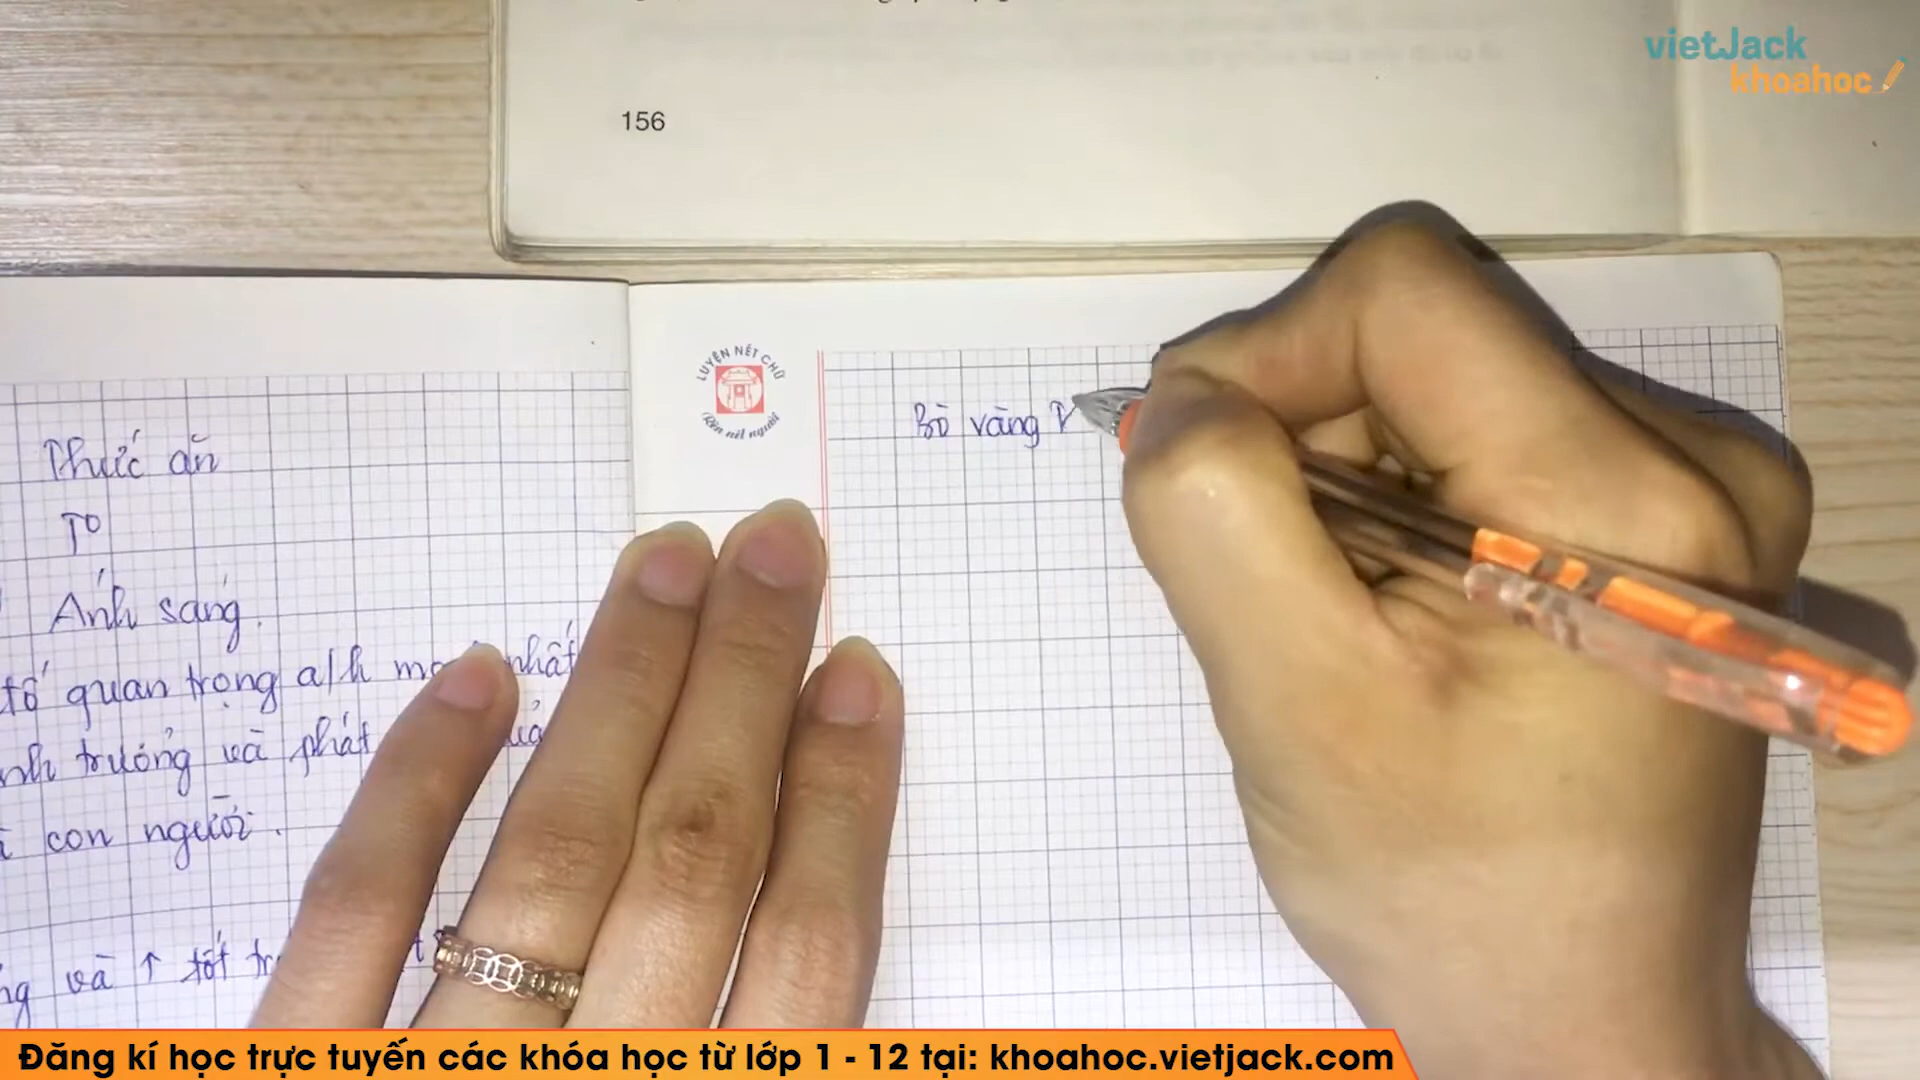 vietJack
khoahoc
156
LUYỆN NÉT CHỮ
Rèn nết người
Bò vàng V
Thức ăn
T°
Ánh sáng.
tố quan trọng a/h nhất
trưởng và phát
con người.
và ↑ tốt
Đăng kí học trực tuyến các khóa học từ lớp 1 - 12 tại: khoahoc.vietjack.com